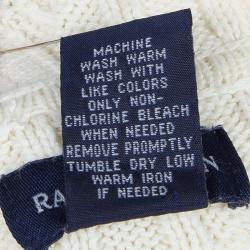 MACHINE
WASH WARM
WASH WITH
LIKE COLORS
ONLY NON-
CHLORINE BLEACH
WHEN NEEDED
REMOVE PROMPTLY
TUMBLE DRY LOW
WARM IRON
IF NEEDED